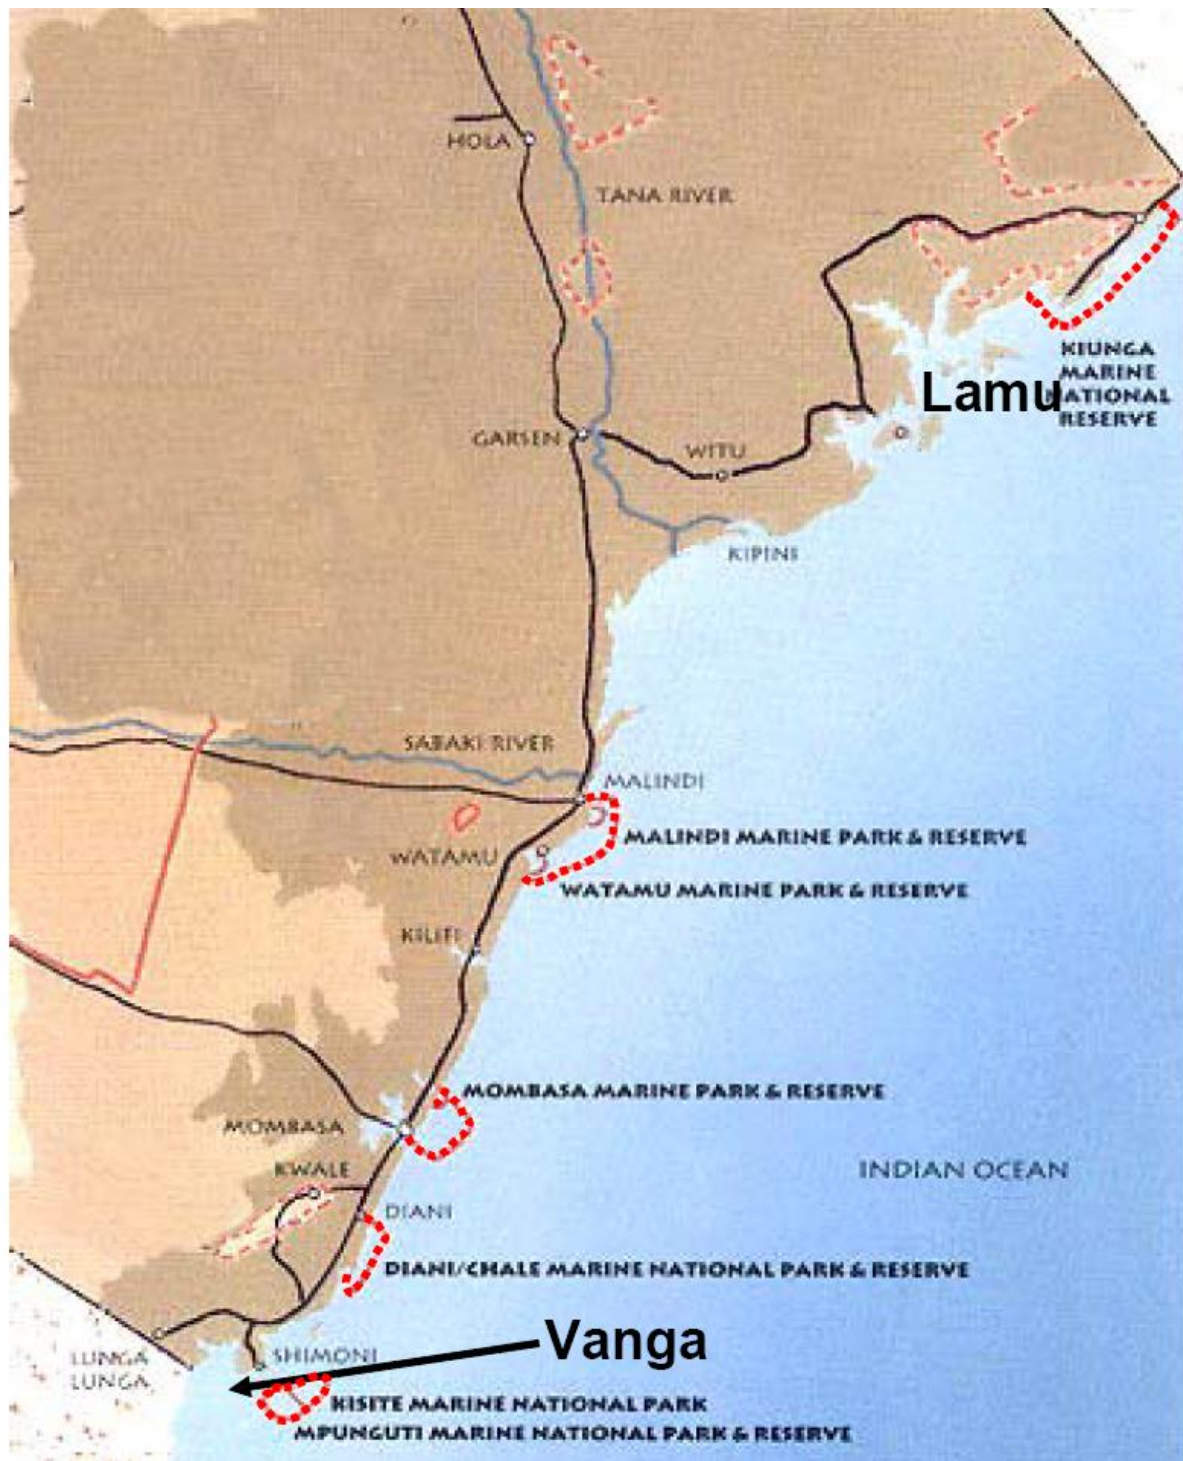 HOLA
TANA RIVER
KIUNGA
MARINE
NATIONAL
RESERVE
Lamu
GARSEN
WITU
KIPINI
SABAKI RIVER
MALINDI
MALINDI MARINE PARK & RESERVE
WATAMU
WATAMU MARINE PARK & RESERVE
KILIFI
MOMBASA MARINE PARK & RESERVE
MOMBASA
KWALE
INDIAN OCEAN
DIANI
DIANI/CHALE MARINE NATIONAL PARK & RESERVE
Vanga
LUNGA
LUNGA
SHIMONI
KISITE MARINE NATIONAL PARK
MPUNGUTI MARINE NATIONAL PARK & RESERVE